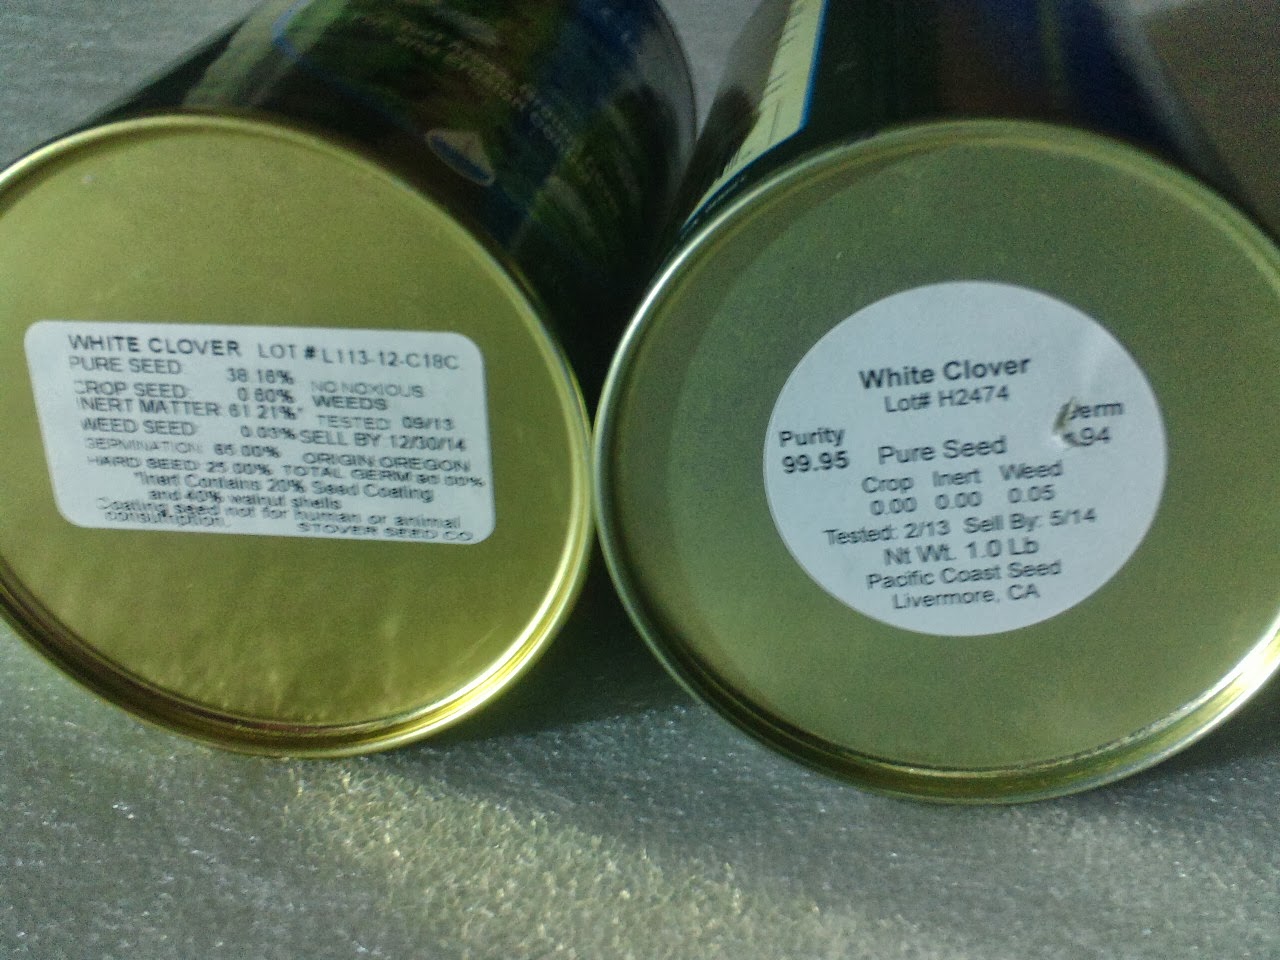 WHITE CLOVER LOT # L113-12-C18C
PURE SEED: 38.16%
CROP SEED: 0.60% NO NOXIOUS
INERT MATTER: 61.21%* WEEDS
WEED SEED: 0.03% TESTED: 09/13
SELL BY: 12/30/14
GERMINATION: 65.00% ORIGIN:OREGON
HARD SEED: 25.00% TOTAL GERM:90.00%
*Inert Contains 20% Seed Coating
and 40% walnut shells
Coating seed not for human or animal
consumption.
STOVER SEED CO
White Clover
Lot# H2474
Purity Pure Seed
99.95 .94
Crop Inert Weed
0.00 0.00 0.05
Tested: 2/13 Sell By: 5/14
Nt Wt. 1.0 Lb
Pacific Coast Seed
Livermore, CA